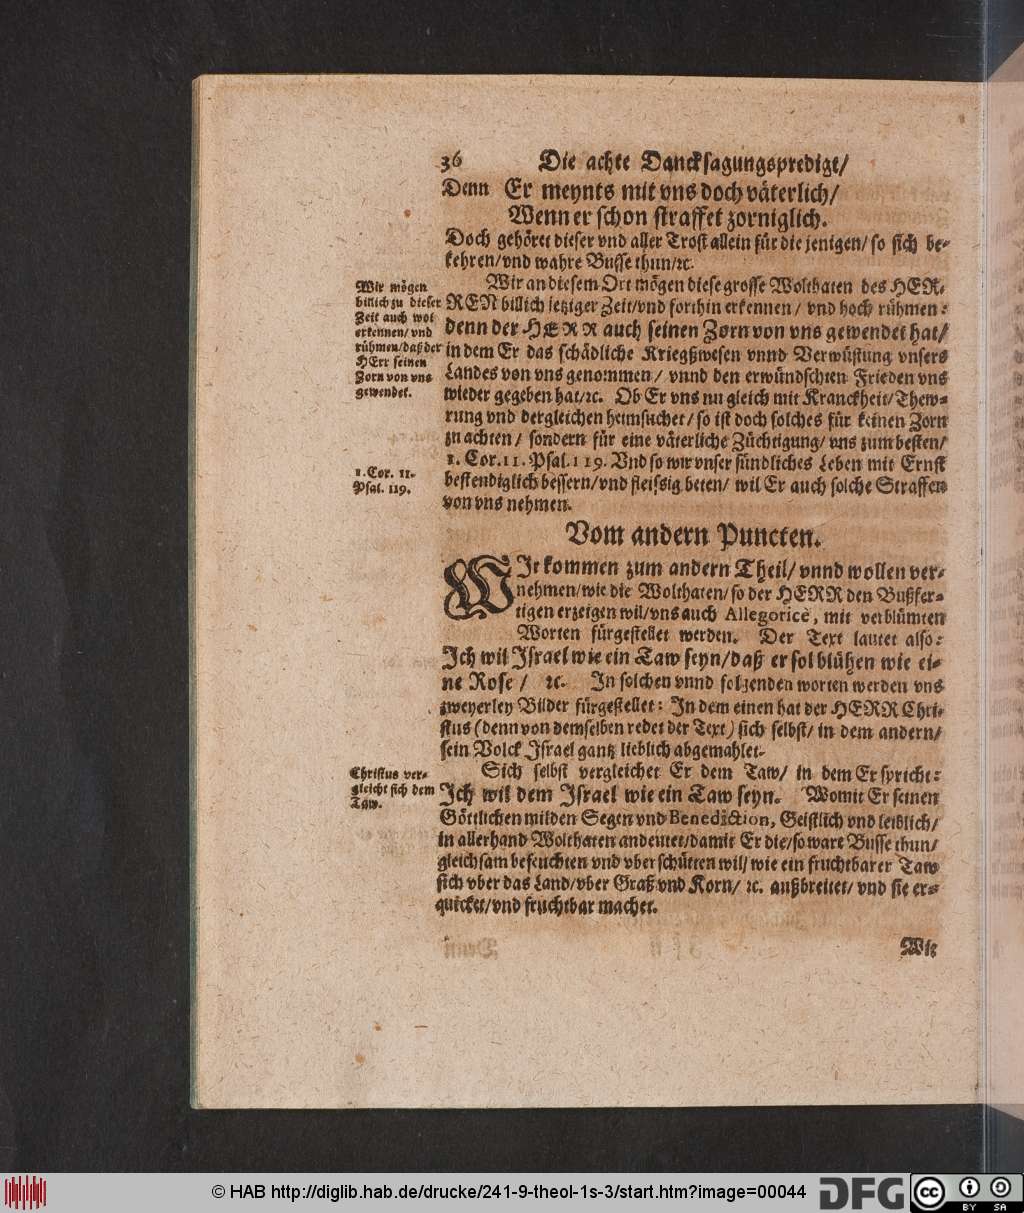 36 Die achte Dancksagungspredigt/
Denn Er meynts mit vns doch väterlich/
Wenn er schon straffet zorniglich.
Doch gehöret dieser vnd aller Trost allein für die jenigen/ so sich be-
kehren/ vnd wahre Busse thun/ ꝛc.
Wir mögen
billich zu dieser
Zeit auch wol
erkennen/ vnd
rühmen/ daß der
HErr seinen
Zorn von vns
gewendet.
Wir an diesem Ort mögen diese grosse Wolthaten des HER-
REN billich jetziger Zeit/ vnd forthin erkennen/ vnd hoch rühmen:
denn der HERR auch seinen Zorn von vns gewendet hat/
in dem Er das schädliche Kriegßwesen vnnd Verwüstung vnsers
Landes von vns genommen/ vnnd den erwündschten Frieden vns
wieder gegeben hat/ ꝛc. Ob Er vns nu gleich mit Kranckheit/ Thew-
rung vnd dergleichen heimsuchet/ so ist doch solches für keinen Zorn
zu achten/ sondern für eine väterliche Züchtigung/ vns zum besten/
1. Cor. 11.
Psal. 119.
1. Cor. 11. Psal. 119. Vnd so wir vnser sündliches Leben mit Ernst
bestendiglich bessern/ vnd fleissig beten/ wil Er auch solche Straffen
von vns nehmen.
Vom andern Puncten.
WIr kommen zum andern Theil/ vnnd wollen ver-
nehmen/ wie die Wolthaten/ so der HERR den Bußfer-
tigen erzeigen wil/ vns auch Allegoricè, mit verblümten
Worten fürgestellet werden. Der Text lautet also:
Ich wil Israel wie ein Taw seyn/ daß er sol blühen wie ei-
ne Rose/ ꝛc. In solchen vnnd folgenden worten werden vns
zweyerley Bilder fürgestellet: In dem einen hat der HERR Chri-
stus (denn von demselben redet der Text) sich selbst/ in dem andern/
sein Volck Israel gantz lieblich abgemahlet.
Christus ver-
gleicht sich dem
Taw.
Sich selbst vergleichet Er dem Taw/ in dem Er spricht:
Ich wil dem Israel wie ein Taw seyn. Womit Er seinen
Göttlichen milden Segen vnd Benediction, Geistlich vnd leiblich/
in allerhand Wolthaten andeutet/ damit Er die/ so ware Busse thun/
gleichsam befeuchten vnd vberschütten wil/ wie ein fruchtbarer Taw
sich vber das Land/ vber Graß vnd Korn/ ꝛc. außbreitet/ vnd sie er-
quicket/ vnd fruchtbar machet.
Wie
© HAB http://diglib.hab.de/drucke/241-9-theol-1s-3/start.htm?image=00044
DFG
cc BY SA